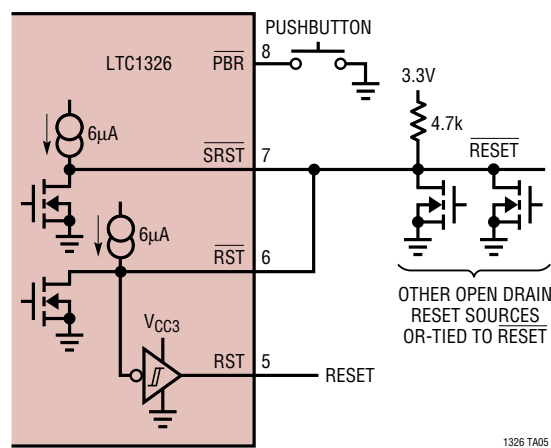 PUSHBUTTON
LTC1326
PBR
8
3.3V
6µA
4.7k
SRST
7
RESET
6µA
RST
6
OTHER OPEN DRAIN
RESET SOURCES
OR-TIED TO RESET
VCC3
RST
5
RESET
1326 TA05